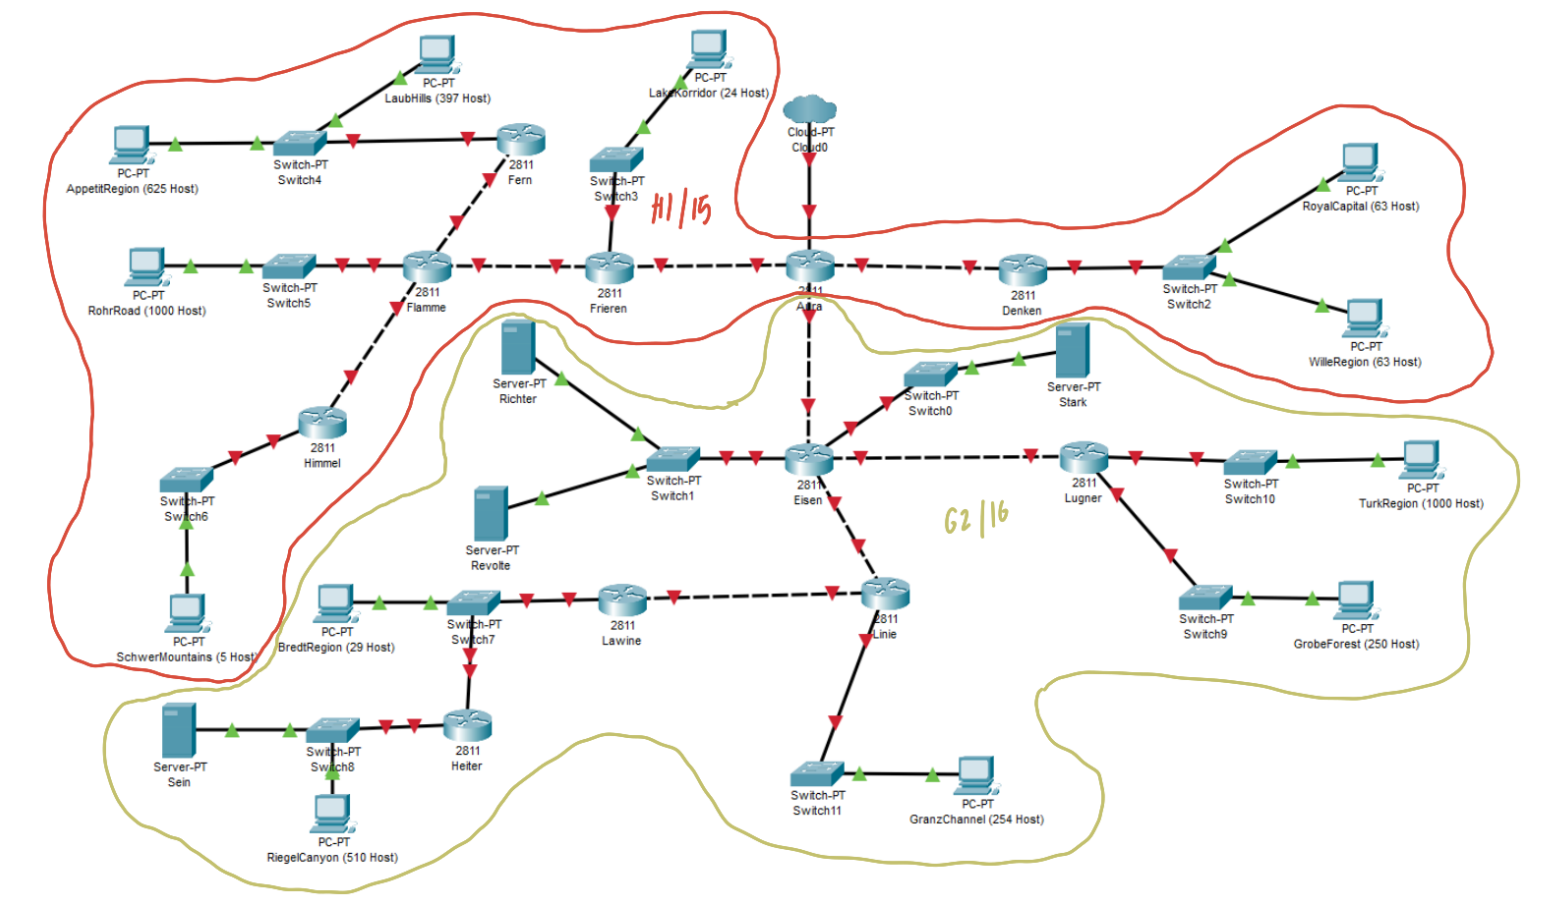 PC-PT
LaubHills (397 Host)
PC-PT
LakeKorridor (24 Host)
Cloud-PT
Cloud0
PC-PT
AppetitRegion (625 Host)
Switch-PT
Switch4
2811
Fern
Switch-PT
Switch3
H1/15
PC-PT
RoyalCapital (63 Host)
PC-PT
RohrRoad (1000 Host)
Switch-PT
Switch5
2811
Flamme
2811
Frieren
2811
Aura
2811
Denken
Switch-PT
Switch2
PC-PT
WilleRegion (63 Host)
Server-PT
Richter
Switch-PT
Switch0
Server-PT
Stark
2811
Himmel
Switch-PT
Switch6
Switch-PT
Switch1
2811
Eisen
2811
Lugner
Switch-PT
Switch10
PC-PT
TurkRegion (1000 Host)
G2/16
Server-PT
Revolte
PC-PT
SchwerMountains (5 Host)
PC-PT
BredtRegion (29 Host)
Switch-PT
Switch7
2811
Lawine
2811
Linie
Switch-PT
Switch9
PC-PT
GrobeForest (250 Host)
Server-PT
Sein
Switch-PT
Switch8
2811
Heiter
PC-PT
RiegelCanyon (510 Host)
Switch-PT
Switch11
PC-PT
GranzChannel (254 Host)